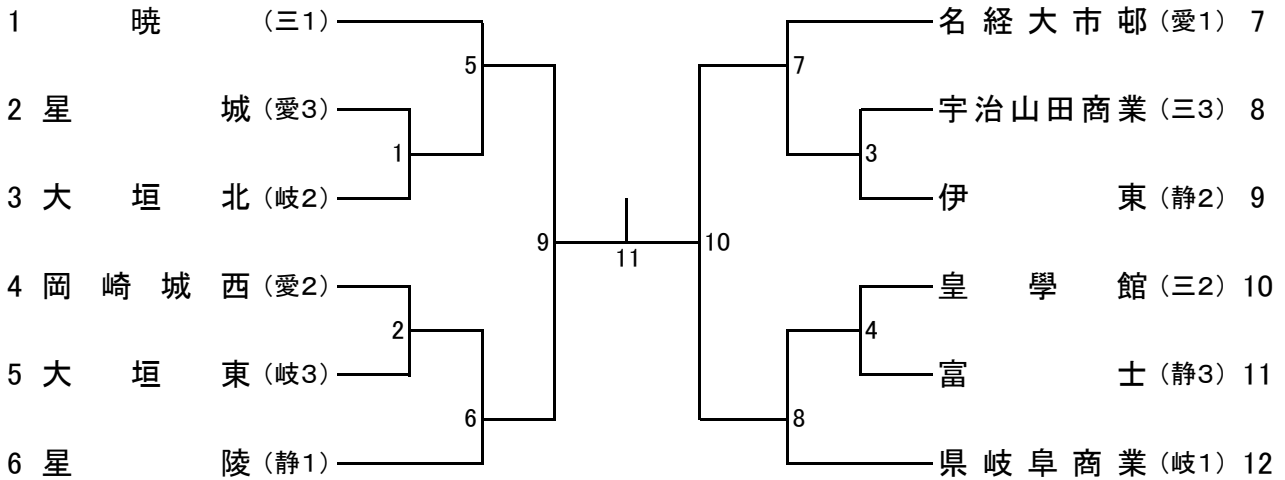 1 暁 (三1)
5
2 星城 (愛3)
1
3 大垣北 (岐2)
9
4 岡崎城西 (愛2)
2
5 大垣東 (岐3)
6
6 星陵 (静1)
11
名経大市邨 (愛1) 7
7
宇治山田商業 (三3) 8
3
伊東 (静2) 9
10
皇學館 (三2) 10
4
富士 (静3) 11
8
県岐阜商業 (岐1) 12